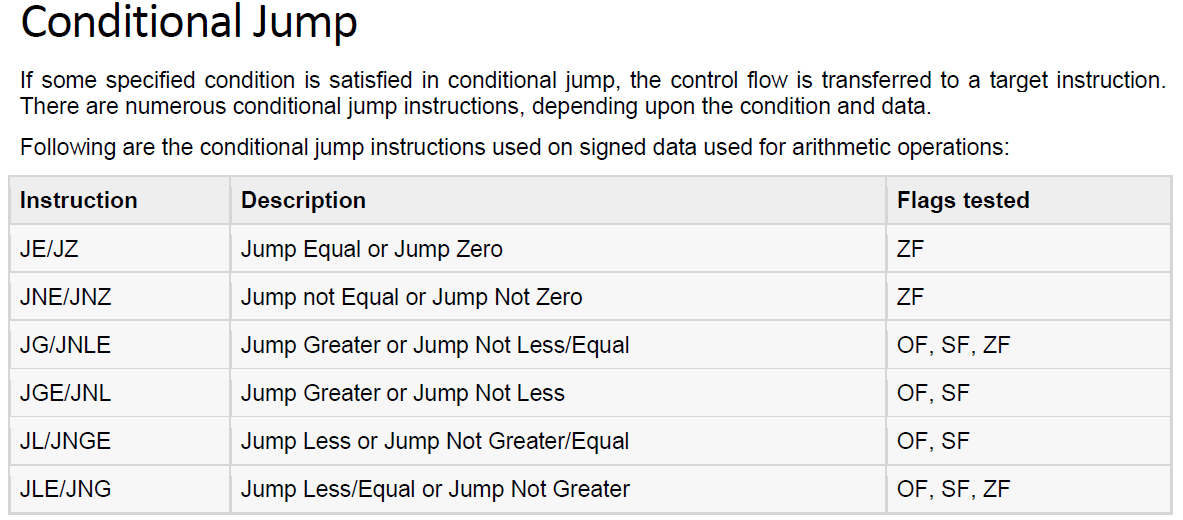 Conditional Jump
If some specified condition is satisfied in conditional jump, the control flow is transferred to a target instruction.
There are numerous conditional jump instructions, depending upon the condition and data.
Following are the conditional jump instructions used on signed data used for arithmetic operations:
Instruction Description Flags tested
JE/JZ Jump Equal or Jump Zero ZF
JNE/JNZ Jump not Equal or Jump Not Zero ZF
JG/JNLE Jump Greater or Jump Not Less/Equal OF, SF, ZF
JGE/JNL Jump Greater or Jump Not Less OF, SF
JL/JNGE Jump Less or Jump Not Greater/Equal OF, SF
JLE/JNG Jump Less/Equal or Jump Not Greater OF, SF, ZF